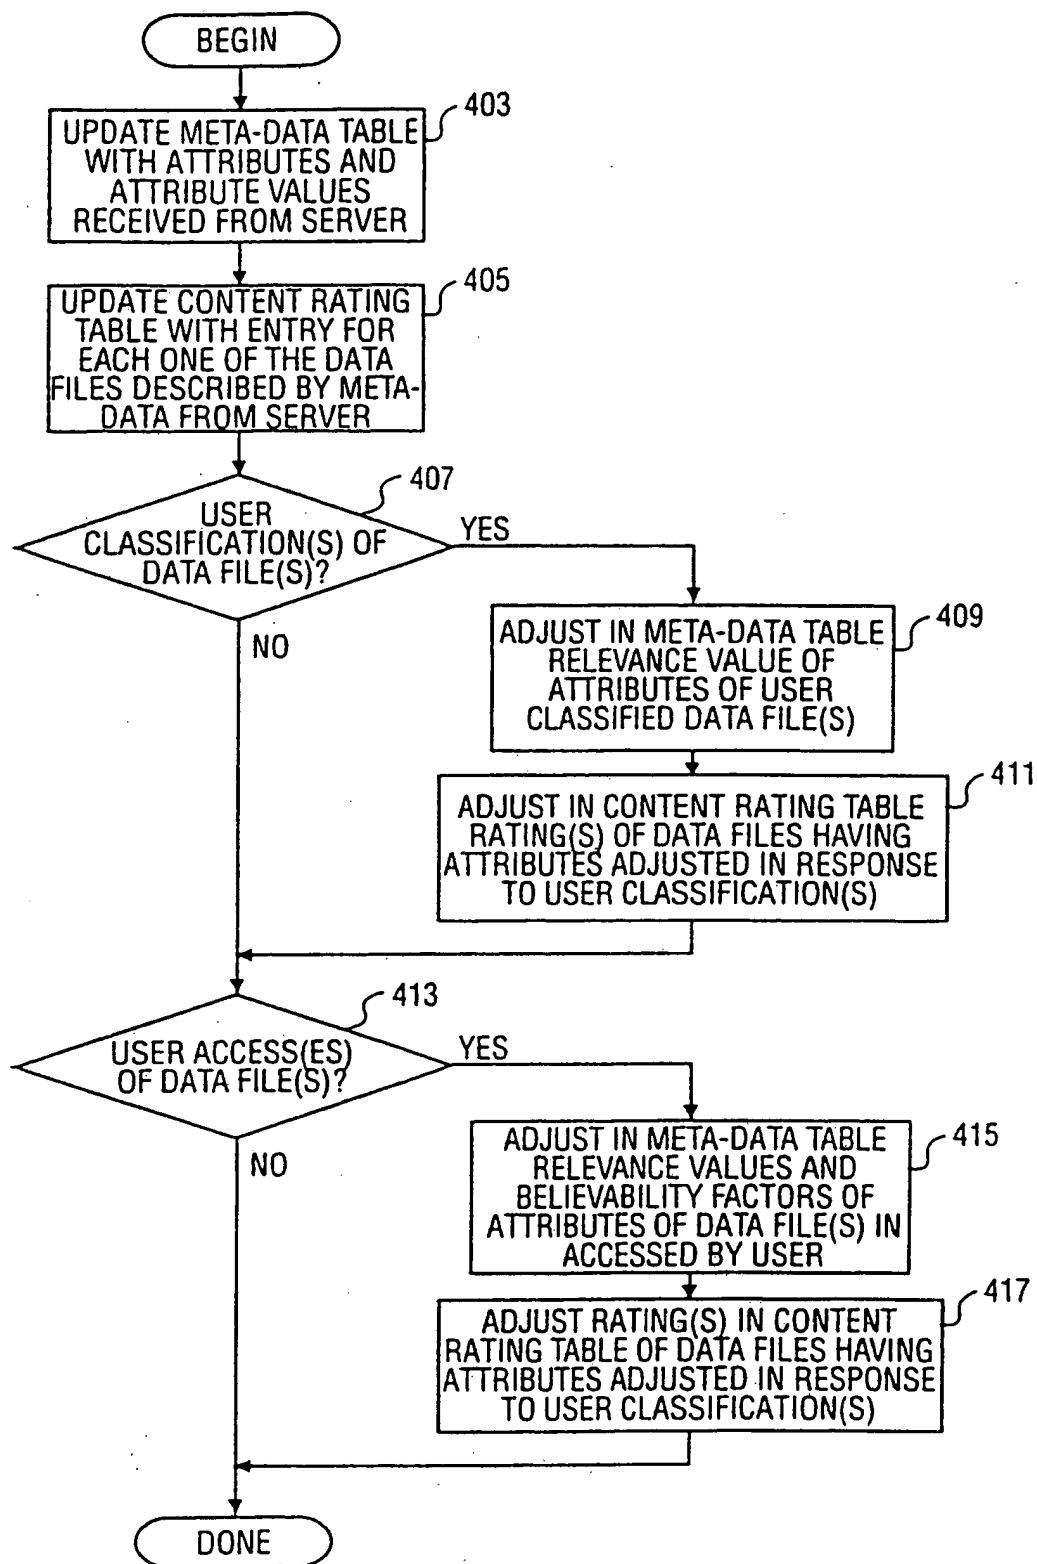 BEGIN
403
UPDATE META-DATA TABLE
WITH ATTRIBUTES AND
ATTRIBUTE VALUES
RECEIVED FROM SERVER
405
UPDATE CONTENT RATING
TABLE WITH ENTRY FOR
EACH ONE OF THE DATA
FILES DESCRIBED BY META-
DATA FROM SERVER
407
USER
CLASSIFICATION(S) OF
DATA FILE(S)?
YES
NO
409
ADJUST IN META-DATA TABLE
RELEVANCE VALUE OF
ATTRIBUTES OF USER
CLASSIFIED DATA FILE(S)
411
ADJUST IN CONTENT RATING TABLE
RATING(S) OF DATA FILES HAVING
ATTRIBUTES ADJUSTED IN RESPONSE
TO USER CLASSIFICATION(S)
413
USER ACCESS(ES)
OF DATA FILE(S)?
YES
NO
415
ADJUST IN META-DATA TABLE
RELEVANCE VALUES AND
BELIEVABILITY FACTORS OF
ATTRIBUTES OF DATA FILE(S) IN
ACCESSED BY USER
417
ADJUST RATING(S) IN CONTENT
RATING TABLE OF DATA FILES HAVING
ATTRIBUTES ADJUSTED IN RESPONSE
TO USER CLASSIFICATION(S)
DONE